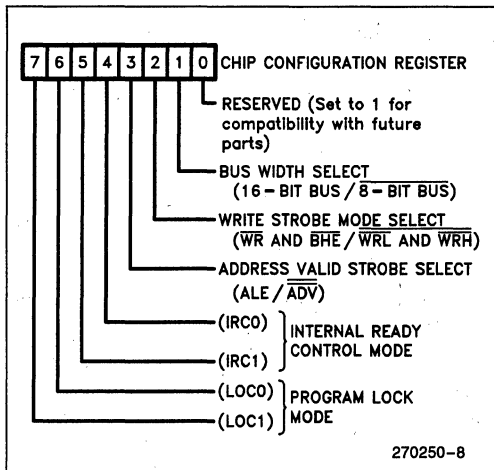 7 6 5 4 3 2 1 0 CHIP CONFIGURATION REGISTER
RESERVED (Set to 1 for
compatibility with future
parts)
BUS WIDTH SELECT
(16-BIT BUS / 8-BIT BUS)
WRITE STROBE MODE SELECT
(WR AND BHE / WRL AND WRH)
ADDRESS VALID STROBE SELECT
(ALE / ADV)
(IRC0)
INTERNAL READY
CONTROL MODE
(IRC1)
(LOC0)
PROGRAM LOCK
MODE
(LOC1)
270250-8